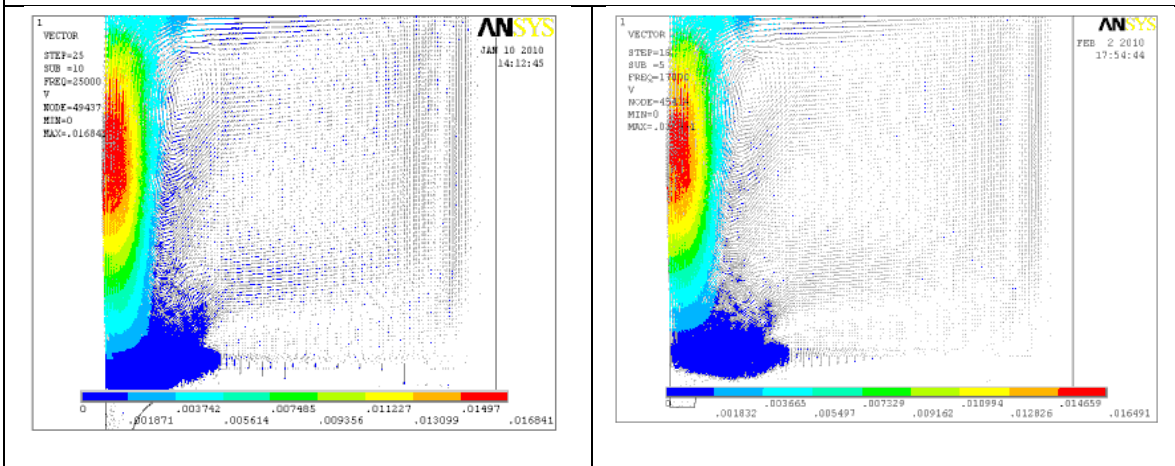 1
ANSYS
VECTOR
JAN 10 2010
14:12:45
STEP=25
SUB =10
FREQ=25000
V
NODE=49437
MIN=0
MAX=.016841
0 .003742 .007485 .011227 .01497
.001871 .005614 .009356 .013099 .016841
1
ANSYS
VECTOR
FEB 2 2010
17:54:44
SUB =5
V
MIN=0
0 .003665 .007329 .010994 .014659
.001832 .005497 .009162 .012826 .016491